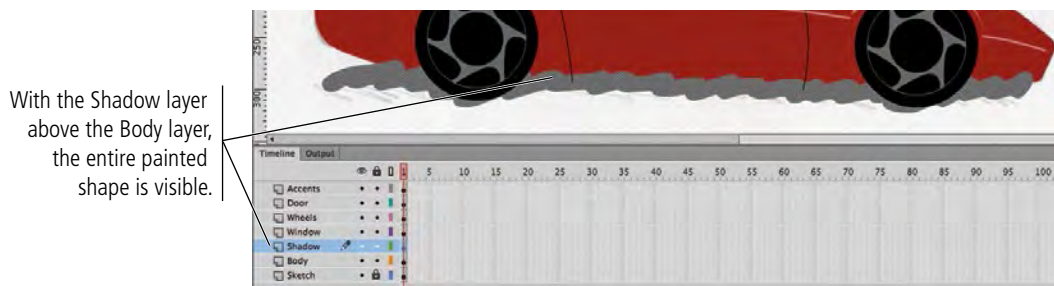 With the Shadow layer
above the Body layer,
the entire painted
shape is visible.
250
300
Timeline Output
1 5 10 15 20 25 30 35 40 45 50 55 60 65 70 75 80 85 90 95 100
Accents
Door
Wheels
Window
Shadow
Body
Sketch